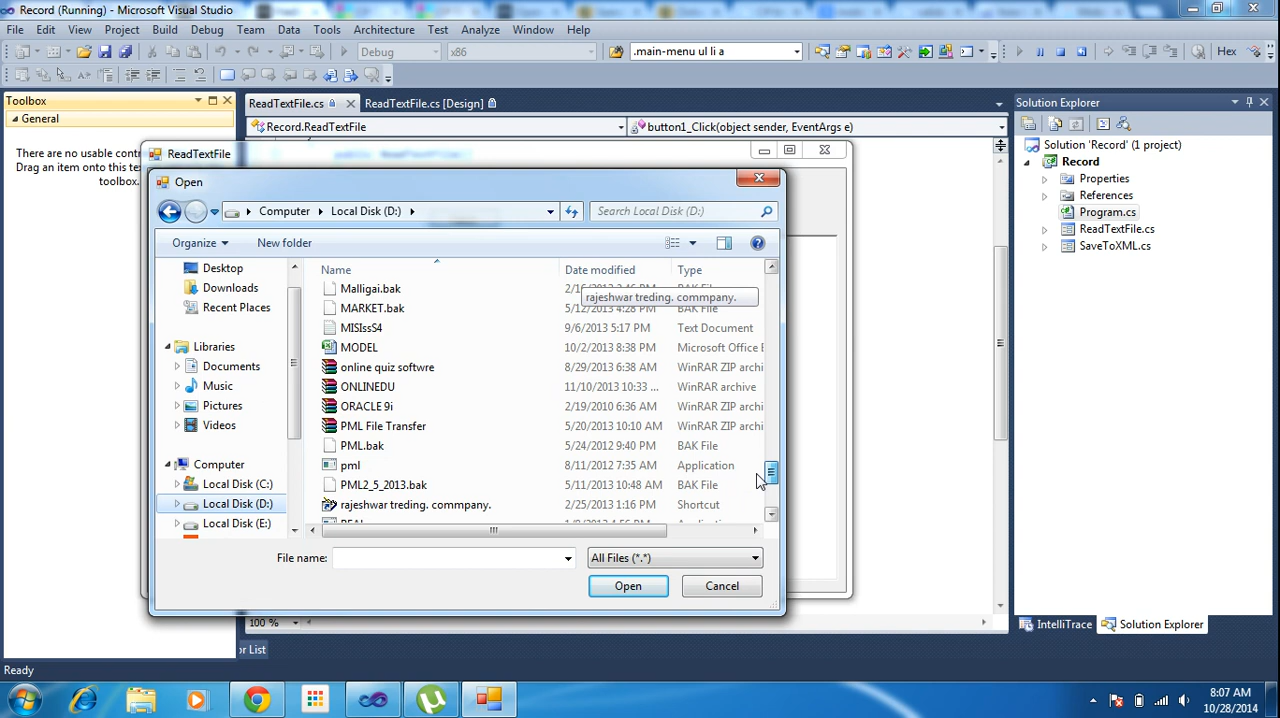 Record (Running) - Microsoft Visual Studio
File Edit View Project Build Debug Team Data Tools Architecture Test Analyze Window Help
Debug x86 .main-menu ul li a Hex
Toolbox
General
There are no usable cont
Drag an item onto this tex
toolbox.
ReadTextFile.cs ReadTextFile.cs [Design]
Record.ReadTextFile button1_Click(object sender, EventArgs e)
ReadTextFile
Open
Computer Local Disk (D:) Search Local Disk (D:)
Organize New folder
Desktop
Downloads
Recent Places
Libraries
Documents
Music
Pictures
Videos
Computer
Local Disk (C:)
Local Disk (D:)
Local Disk (E:)
Name Date modified Type
Malligai.bak
rajeshwar treding. commpany.
MARKET.bak 5/12/2013 4:28 PM BAK File
MISIssS4 9/6/2013 5:17 PM Text Document
MODEL 10/2/2013 8:38 PM Microsoft Office E
online quiz softwre 8/29/2013 6:38 AM WinRAR ZIP archi
ONLINEDU 11/10/2013 10:33 ... WinRAR archive
ORACLE 9i 2/19/2010 6:36 AM WinRAR ZIP archi
PML File Transfer 5/20/2013 10:10 AM WinRAR ZIP archi
PML.bak 5/24/2012 9:40 PM BAK File
pml 8/11/2012 7:35 AM Application
PML2_5_2013.bak 5/11/2013 10:48 AM BAK File
rajeshwar treding. commpany. 2/25/2013 1:16 PM Shortcut
File name: All Files (*.*)
Open Cancel
100 %
or List
Ready
Solution Explorer
Solution 'Record' (1 project)
Record
Properties
References
Program.cs
ReadTextFile.cs
SaveToXML.cs
IntelliTrace Solution Explorer
8:07 AM
10/28/2014